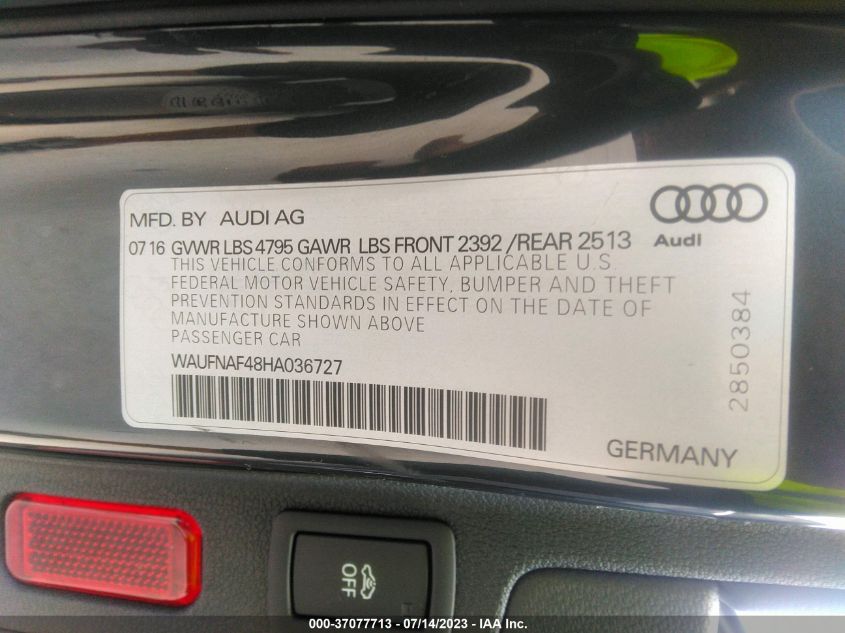 MFD. BY AUDI AG
Audi
07 16 GVWR LBS 4795 GAWR LBS FRONT 2392 /REAR 2513
THIS VEHICLE CONFORMS TO ALL APPLICABLE U.S.
FEDERAL MOTOR VEHICLE SAFETY, BUMPER AND THEFT
PREVENTION STANDARDS IN EFFECT ON THE DATE OF
MANUFACTURE SHOWN ABOVE
PASSENGER CAR
WAUFNAF48HA036727
2850384
GERMANY
OFF
000-37077713 - 07/14/2023 - IAA Inc.